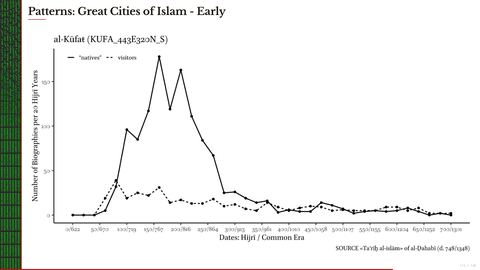 Patterns: Great Cities of Islam - Early
al-Kūfaŧ (KUFA_443E320N_S)
"natives" visitors
Number of Biographies per 20 Hijrī Years
150
100
50
0
0/622 50/670 100/719 150/767 200/816 250/864 300/913 350/961 400/1010 450/1058 500/1107 550/1155 600/1204 650/1252 700/1301
Dates: Hijrī / Common Era
SOURCE «Taʾrīḫ al-islām» of al-Ḏahabī (d. 748/1348)